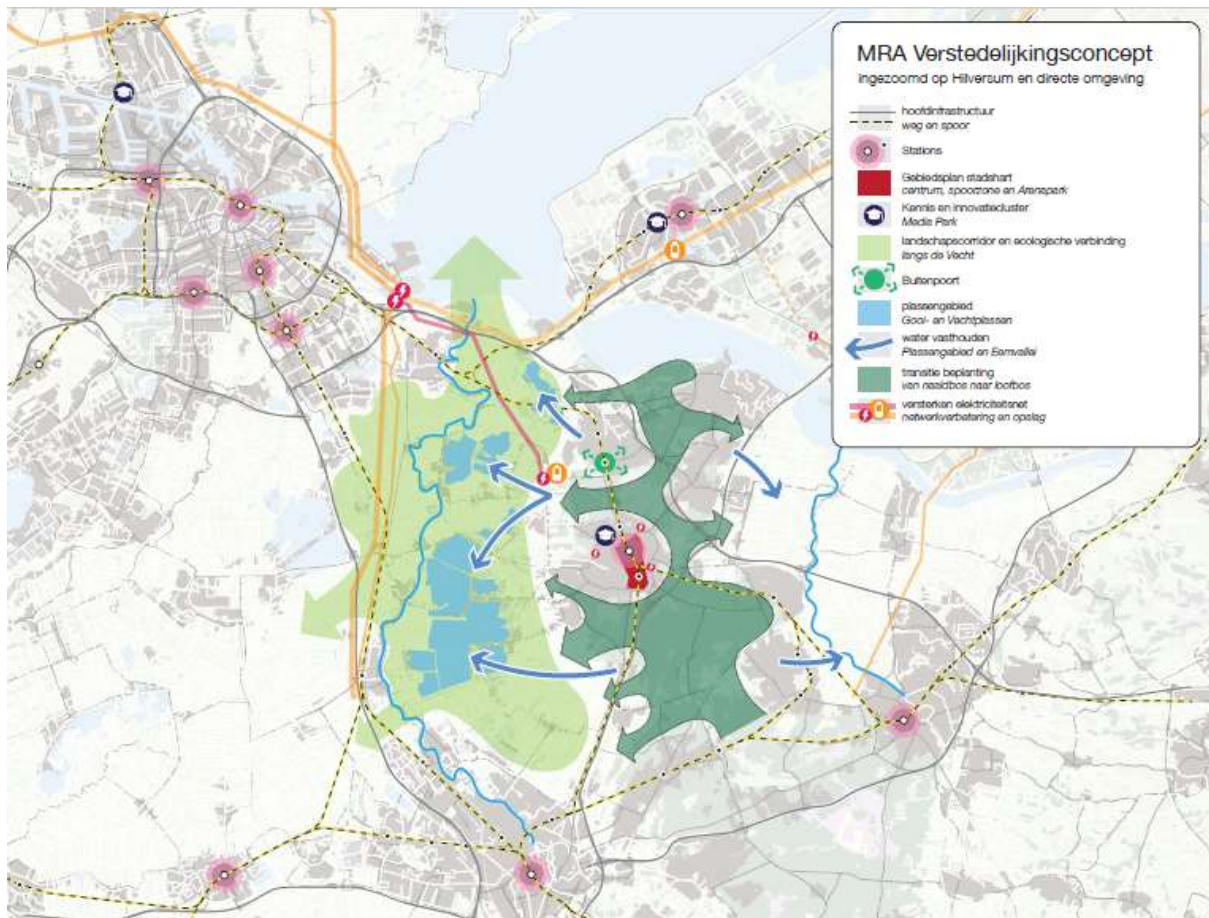 MRA Verstedelijkingsconcept
Ingezoomd op Hilversum en directe omgeving
hoofdinfrastructuur
weg en spoor
Stations
Gebiedsplan stadshart
centrum, spoorzone en Arenapark
Kennis en innovatiecluster
Media Park
landschapscorridor en ecologische verbinding
langs de Vecht
Buitenpoort
plassengebied
Gooi- en Vechtplassen
water vasthouden
Plassengebied en Eemvallei
transitie beplanting
van naaldbos naar loofbos
versterken elektriciteitsnet
netwerkverbetering en opslag